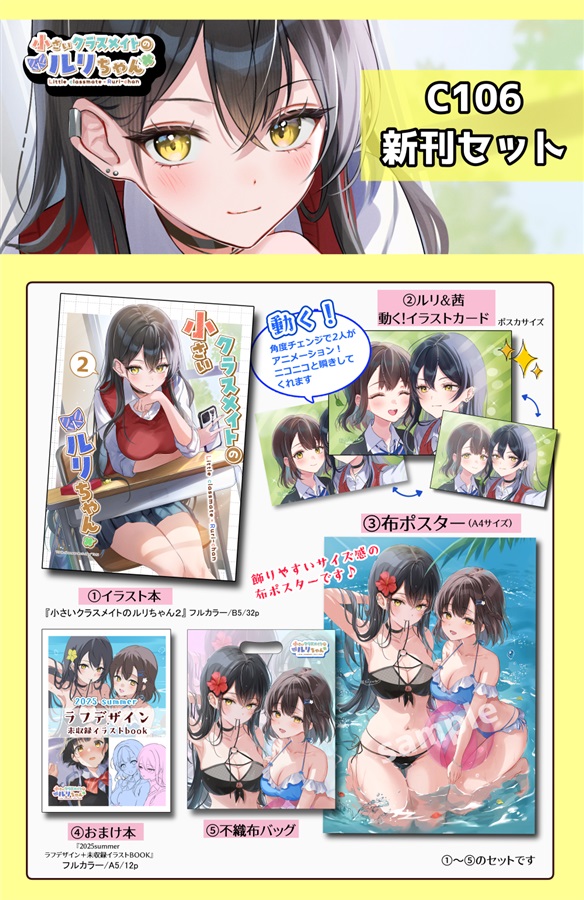 小さいクラスメイトの
ルリちゃん
Little classmate-Ruri-chan
C106
新刊セット
小さい
クラスメイトの
ルリちゃん
Little classmate-Ruri-chan
2
①イラスト本
『小さいクラスメイトのルリちゃん2』フルカラー/B5/32p
動く！
角度チェンジで2人が
アニメーション！
ニコニコと瞬きして
くれます
②ルリ&茜
動く!イラストカード
ポスカサイズ
③布ポスター(A4サイズ)
飾りやすいサイズ感の
布ポスターです♪
sample
2025 summer
ラフデザイン
＋
未収録イラストbook
④おまけ本
『2025summer
ラフデザイン＋未収録イラストBOOK』
フルカラー/A5/12p
小さいクラスメイトの
ルリちゃん
⑤不織布バッグ
①～⑤のセットです